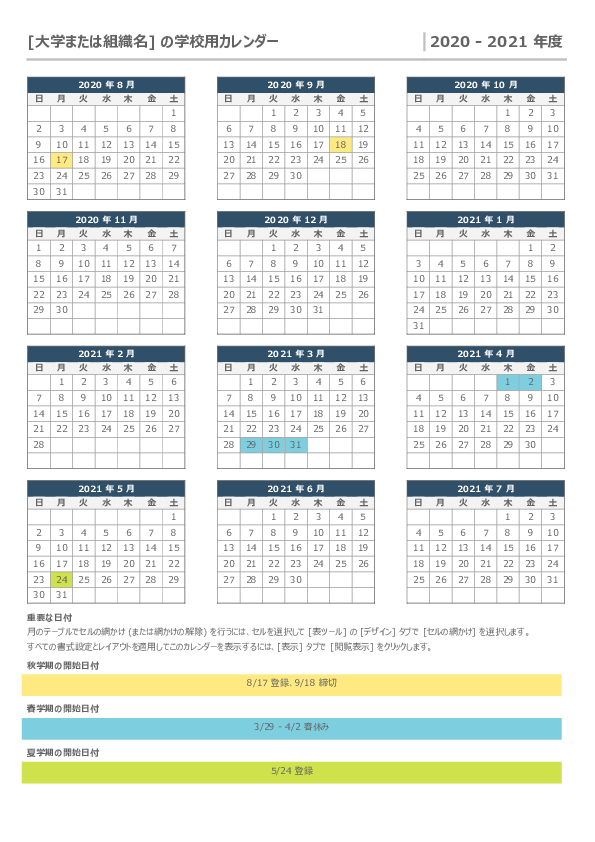 [大学または組織名] の学校用カレンダー
2020 - 2021 年度
2020 年 8 月
日 月 火 水 木 金 土
1
2 3 4 5 6 7 8
9 10 11 12 13 14 15
16 17 18 19 20 21 22
23 24 25 26 27 28 29
30 31
2020 年 9 月
日 月 火 水 木 金 土
1 2 3 4 5
6 7 8 9 10 11 12
13 14 15 16 17 18 19
20 21 22 23 24 25 26
27 28 29 30
2020 年 10 月
日 月 火 水 木 金 土
1 2 3
4 5 6 7 8 9 10
11 12 13 14 15 16 17
18 19 20 21 22 23 24
25 26 27 28 29 30 31
2020 年 11 月
日 月 火 水 木 金 土
1 2 3 4 5 6 7
8 9 10 11 12 13 14
15 16 17 18 19 20 21
22 23 24 25 26 27 28
29 30
2020 年 12 月
日 月 火 水 木 金 土
1 2 3 4 5
6 7 8 9 10 11 12
13 14 15 16 17 18 19
20 21 22 23 24 25 26
27 28 29 30 31
2021 年 1 月
日 月 火 水 木 金 土
1 2
3 4 5 6 7 8 9
10 11 12 13 14 15 16
17 18 19 20 21 22 23
24 25 26 27 28 29 30
31
2021 年 2 月
日 月 火 水 木 金 土
1 2 3 4 5 6
7 8 9 10 11 12 13
14 15 16 17 18 19 20
21 22 23 24 25 26 27
28
2021 年 3 月
日 月 火 水 木 金 土
1 2 3 4 5 6
7 8 9 10 11 12 13
14 15 16 17 18 19 20
21 22 23 24 25 26 27
28 29 30 31
2021 年 4 月
日 月 火 水 木 金 土
1 2 3
4 5 6 7 8 9 10
11 12 13 14 15 16 17
18 19 20 21 22 23 24
25 26 27 28 29 30
2021 年 5 月
日 月 火 水 木 金 土
1
2 3 4 5 6 7 8
9 10 11 12 13 14 15
16 17 18 19 20 21 22
23 24 25 26 27 28 29
30 31
2021 年 6 月
日 月 火 水 木 金 土
1 2 3 4 5
6 7 8 9 10 11 12
13 14 15 16 17 18 19
20 21 22 23 24 25 26
27 28 29 30
2021 年 7 月
日 月 火 水 木 金 土
1 2 3
4 5 6 7 8 9 10
11 12 13 14 15 16 17
18 19 20 21 22 23 24
25 26 27 28 29 30 31
重要な日付
月のテーブルでセルの網かけ (または網かけの解除) を行うには、セルを選択して [表ツール] の [デザイン] タブで [セルの網かけ] を選択します。
すべての書式設定とレイアウトを適用してこのカレンダーを表示するには、[表示] タブで [閲覧表示] をクリックします。
秋学期の開始日付
8/17 登録、9/18 締切
春学期の開始日付
3/29 - 4/2 春休み
夏学期の開始日付
5/24 登録